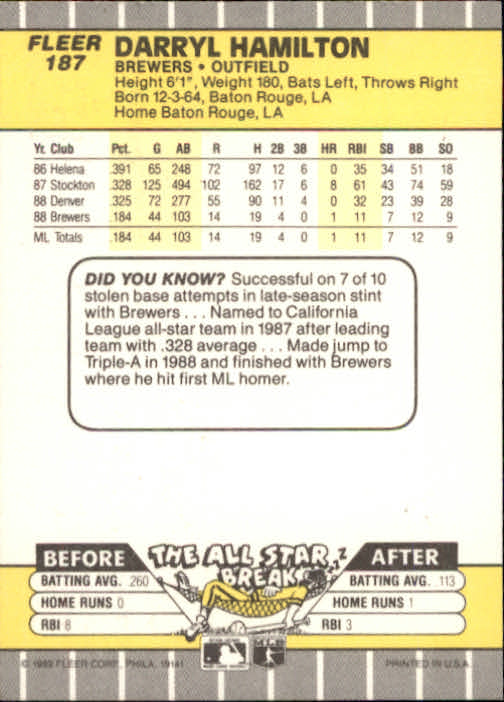 FLEER
187
DARRYL HAMILTON
BREWERS • OUTFIELD
Height 6'1", Weight 180, Bats Left, Throws Right
Born 12-3-64, Baton Rouge, LA
Home Baton Rouge, LA
Yr. Club Pct. G AB R H 2B 3B HR RBI SB BB SO
86 Helena .391 65 248 72 97 12 6 0 35 34 51 18
87 Stockton .328 125 494 102 162 17 6 8 61 43 74 59
88 Denver .325 72 277 55 90 11 4 0 32 23 39 28
88 Brewers .184 44 103 14 19 4 0 1 11 7 12 9
ML Totals .184 44 103 14 19 4 0 1 11 7 12 9
DID YOU KNOW? Successful on 7 of 10
stolen base attempts in late-season stint
with Brewers . . . Named to California
League all-star team in 1987 after leading
team with .328 average . . . Made jump to
Triple-A in 1988 and finished with Brewers
where he hit first ML homer.
BEFORE THE ALL STAR BREAK zzz AFTER
BATTING AVG. .260 BATTING AVG. .113
HOME RUNS 0 HOME RUNS 1
RBI 8 RBI 3
© 1989 FLEER CORP., PHILA. 19141 PRINTED IN U.S.A.